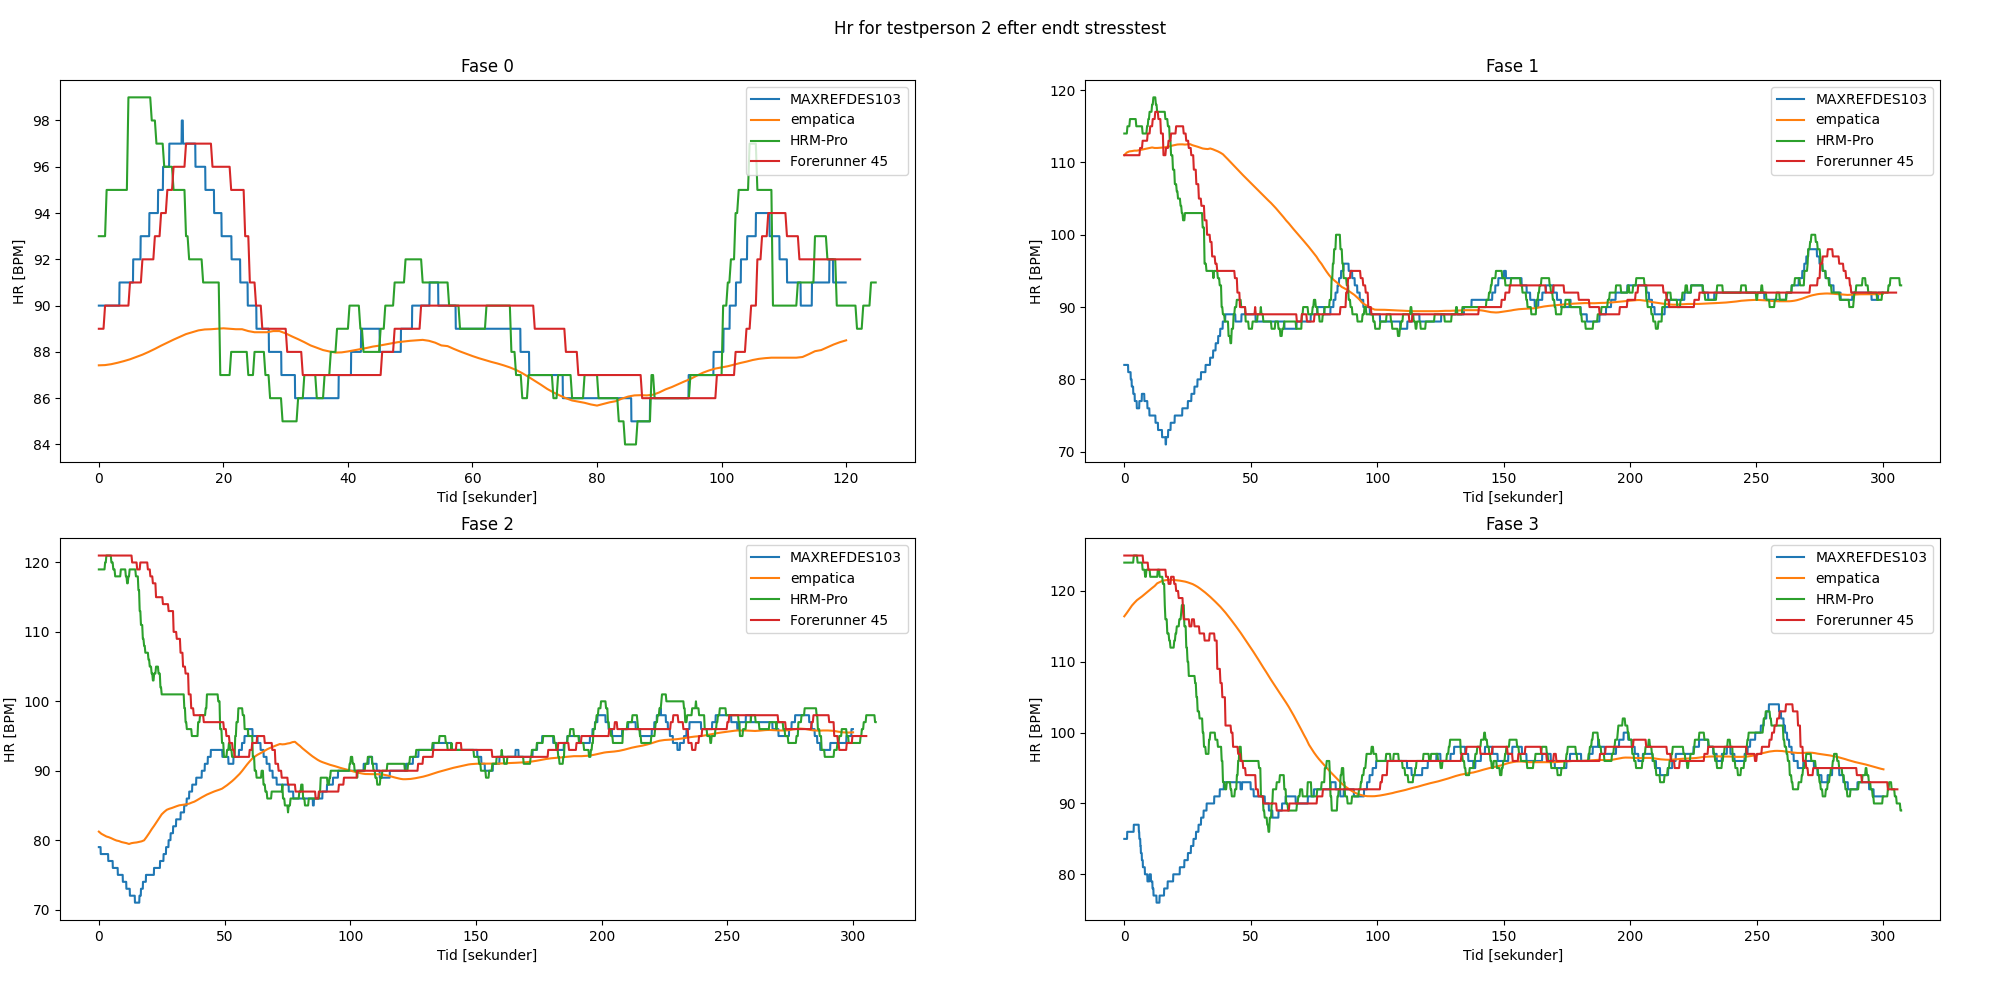 Hr for testperson 2 efter endt stresstest
Fase 0
HR [BPM]
98
96
94
92
90
88
86
84
MAXREFDES103
empatica
HRM-Pro
Forerunner 45
0 20 40 60 80 100 120
Tid [sekunder]
Fase 1
HR [BPM]
120
110
100
90
80
70
MAXREFDES103
empatica
HRM-Pro
Forerunner 45
0 50 100 150 200 250 300
Tid [sekunder]
Fase 2
HR [BPM]
120
110
100
90
80
70
MAXREFDES103
empatica
HRM-Pro
Forerunner 45
0 50 100 150 200 250 300
Tid [sekunder]
Fase 3
HR [BPM]
120
110
100
90
80
MAXREFDES103
empatica
HRM-Pro
Forerunner 45
0 50 100 150 200 250 300
Tid [sekunder]